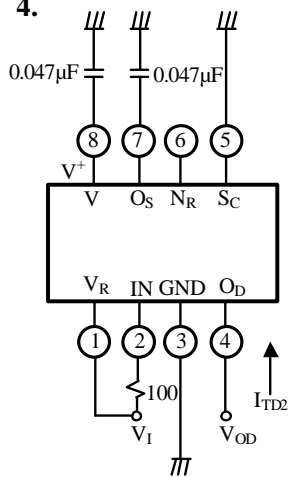 4.
0.047μF 0.047μF
8 7 6 5
V+
V OS NR SC
VR IN GND OD
1 2 3 4
100
ITD2
VI VOD